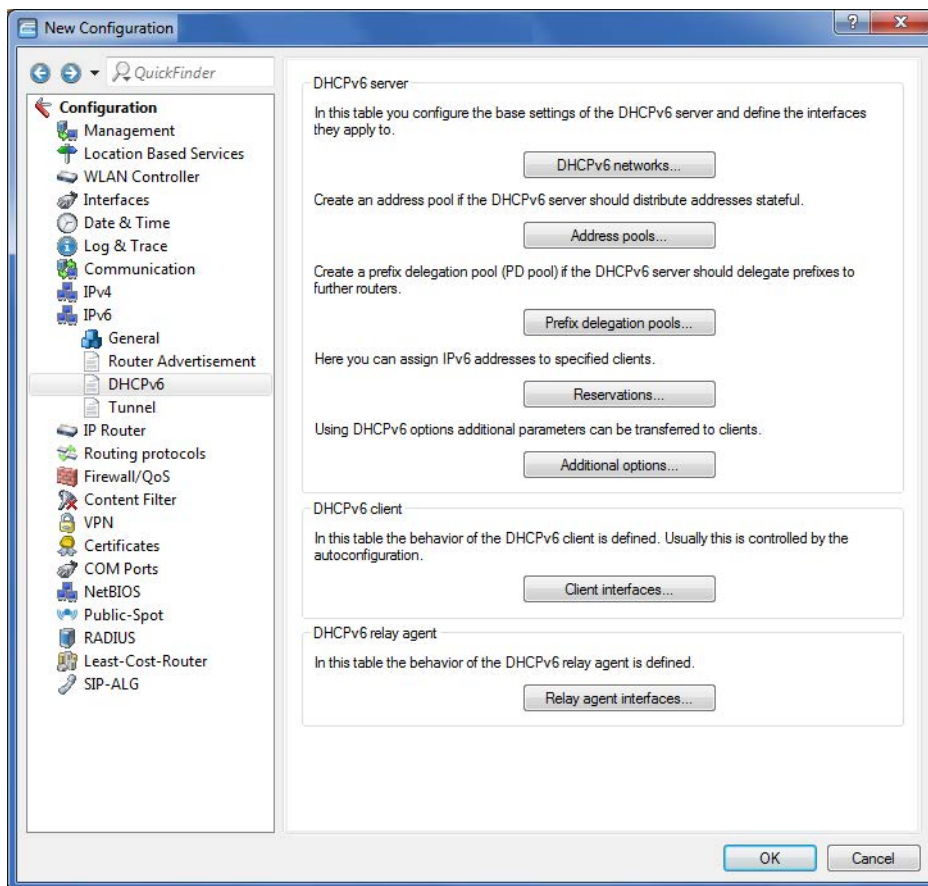 New Configuration
QuickFinder
Configuration
Management
Location Based Services
WLAN Controller
Interfaces
Date & Time
Log & Trace
Communication
IPv4
IPv6
General
Router Advertisement
DHCPv6
Tunnel
IP Router
Routing protocols
Firewall/QoS
Content Filter
VPN
Certificates
COM Ports
NetBIOS
Public-Spot
RADIUS
Least-Cost-Router
SIP-ALG
DHCPv6 server
In this table you configure the base settings of the DHCPv6 server and define the interfaces
they apply to.
DHCPv6 networks...
Create an address pool if the DHCPv6 server should distribute addresses stateful.
Address pools...
Create a prefix delegation pool (PD pool) if the DHCPv6 server should delegate prefixes to
further routers.
Prefix delegation pools...
Here you can assign IPv6 addresses to specified clients.
Reservations...
Using DHCPv6 options additional parameters can be transferred to clients.
Additional options...
DHCPv6 client
In this table the behavior of the DHCPv6 client is defined. Usually this is controlled by the
autoconfiguration.
Client interfaces...
DHCPv6 relay agent
In this table the behavior of the DHCPv6 relay agent is defined.
Relay agent interfaces...
OK
Cancel